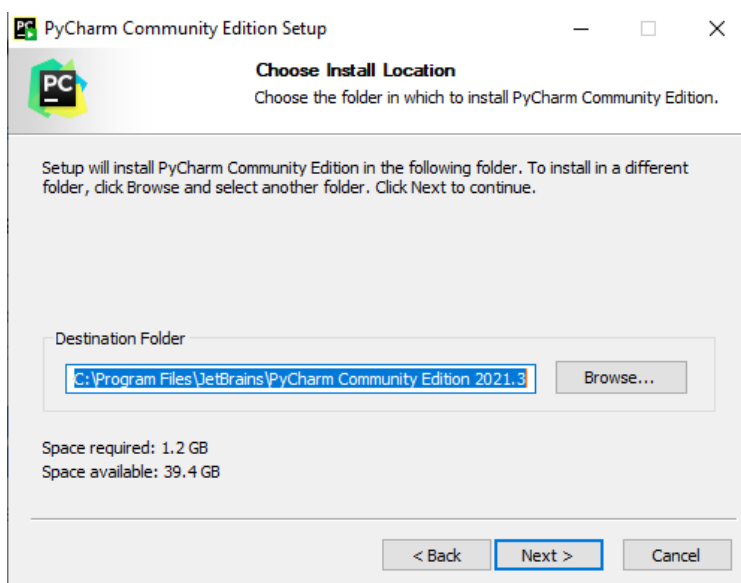 PC PyCharm Community Edition Setup
PC
Choose Install Location
Choose the folder in which to install PyCharm Community Edition.
Setup will install PyCharm Community Edition in the following folder. To install in a different
folder, click Browse and select another folder. Click Next to continue.
Destination Folder
C:\Program Files\JetBrains\PyCharm Community Edition 2021.3
Browse...
Space required: 1.2 GB
Space available: 39.4 GB
< Back Next > Cancel